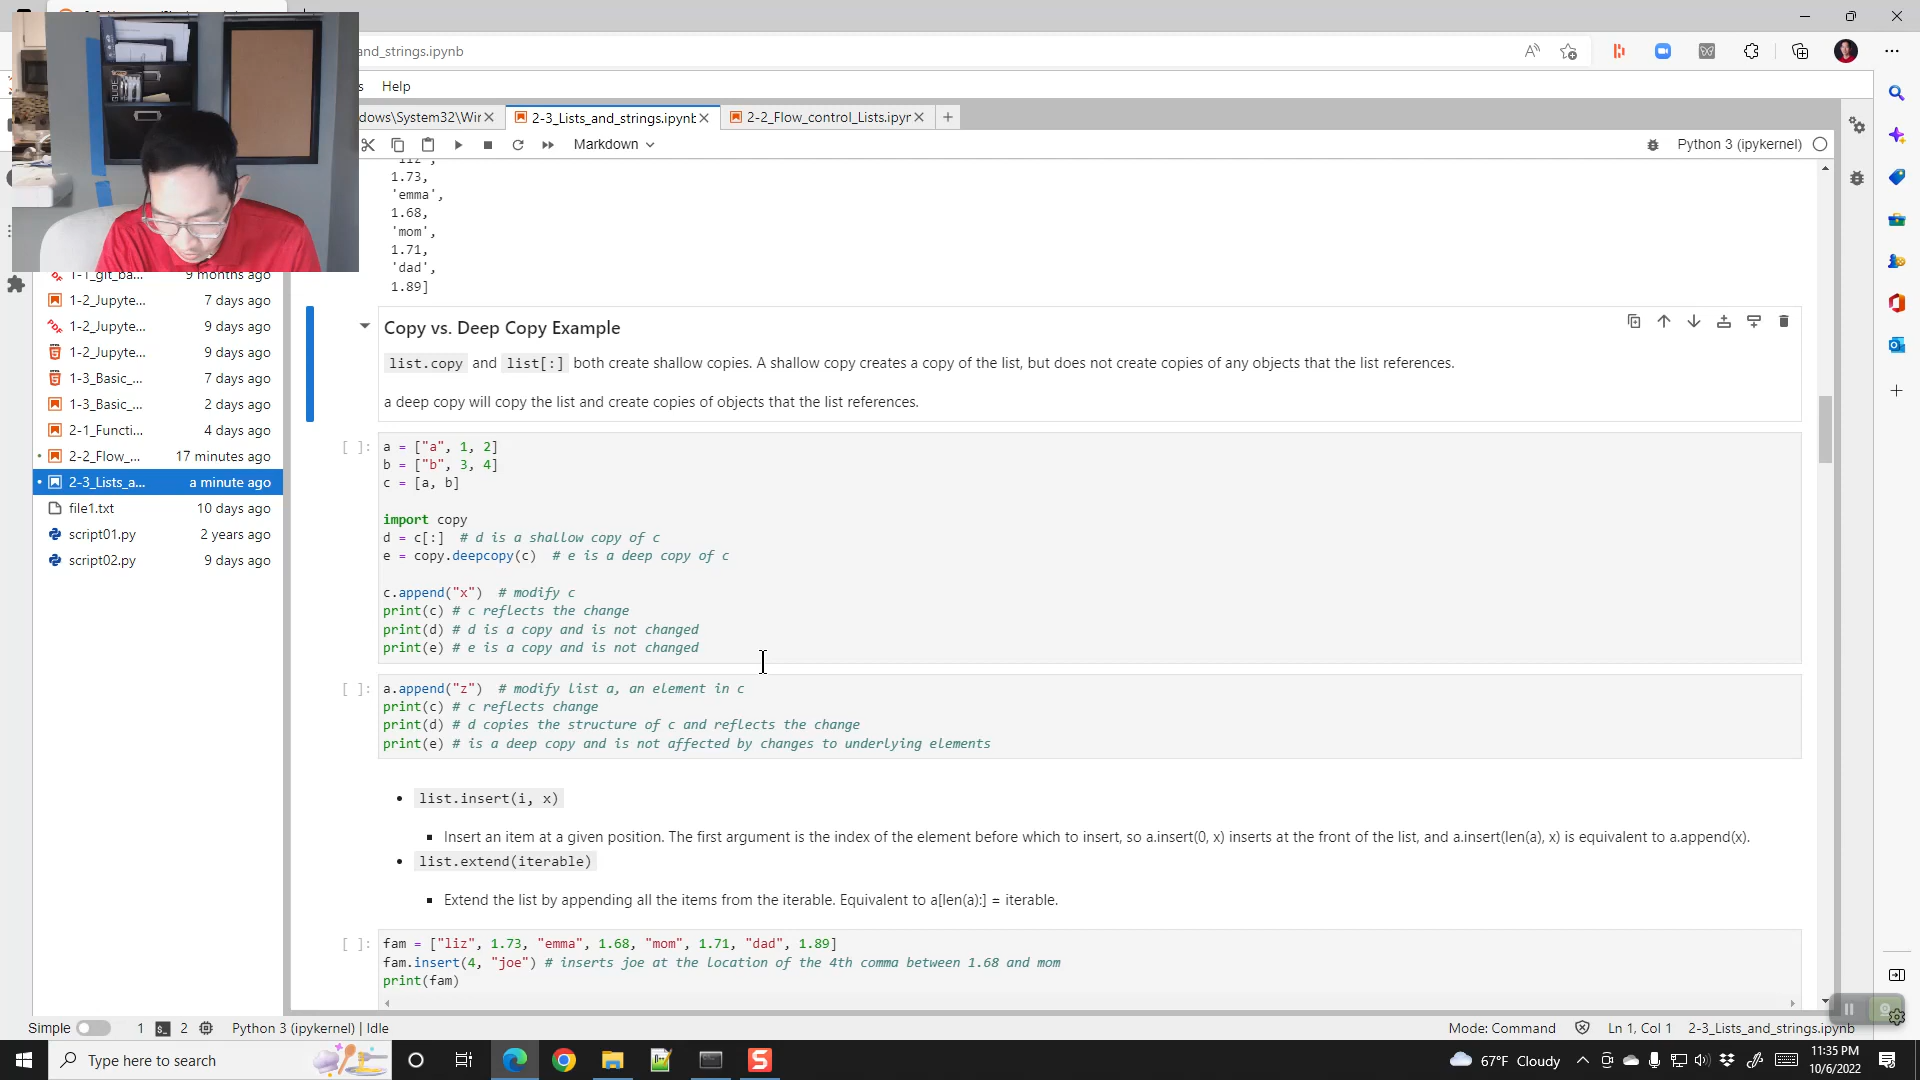 and_strings.ipynb
Help
dows\System32\Wir
2-3_Lists_and_strings.ipynb
2-2_Flow_control_Lists.ipyr
Markdown
Python 3 (ipykernel)
'liz',
1.73,
'emma',
1.68,
'mom',
1.71,
'dad',
1.89]
1-1_git_ba... 9 months ago
1-2_Jupyte... 7 days ago
1-2_Jupyte... 9 days ago
1-2_Jupyte... 9 days ago
1-3_Basic_... 7 days ago
1-3_Basic_... 2 days ago
2-1_Functi... 4 days ago
2-2_Flow_... 17 minutes ago
2-3_Lists_a... a minute ago
file1.txt 10 days ago
script01.py 2 years ago
script02.py 9 days ago
Copy vs. Deep Copy Example
list.copy and list[:] both create shallow copies. A shallow copy creates a copy of the list, but does not create copies of any objects that the list references.
a deep copy will copy the list and create copies of objects that the list references.
[ ]: a = ["a", 1, 2]
b = ["b", 3, 4]
c = [a, b]
import copy
d = c[:]  # d is a shallow copy of c
e = copy.deepcopy(c)  # e is a deep copy of c
c.append("x")  # modify c
print(c) # c reflects the change
print(d) # d is a copy and is not changed
print(e) # e is a copy and is not changed
[ ]: a.append("z")  # modify list a, an element in c
print(c) # c reflects change
print(d) # d copies the structure of c and reflects the change
print(e) # is a deep copy and is not affected by changes to underlying elements
• list.insert(i, x)
▪ Insert an item at a given position. The first argument is the index of the element before which to insert, so a.insert(0, x) inserts at the front of the list, and a.insert(len(a), x) is equivalent to a.append(x).
• list.extend(iterable)
▪ Extend the list by appending all the items from the iterable. Equivalent to a[len(a):] = iterable.
[ ]: fam = ["liz", 1.73, "emma", 1.68, "mom", 1.71, "dad", 1.89]
fam.insert(4, "joe") # inserts joe at the location of the 4th comma between 1.68 and mom
print(fam)
Simple 1 2 Python 3 (ipykernel) | Idle
Mode: Command Ln 1, Col 1 2-3_Lists_and_strings.ipynb
Type here to search
67°F Cloudy
11:35 PM
10/6/2022